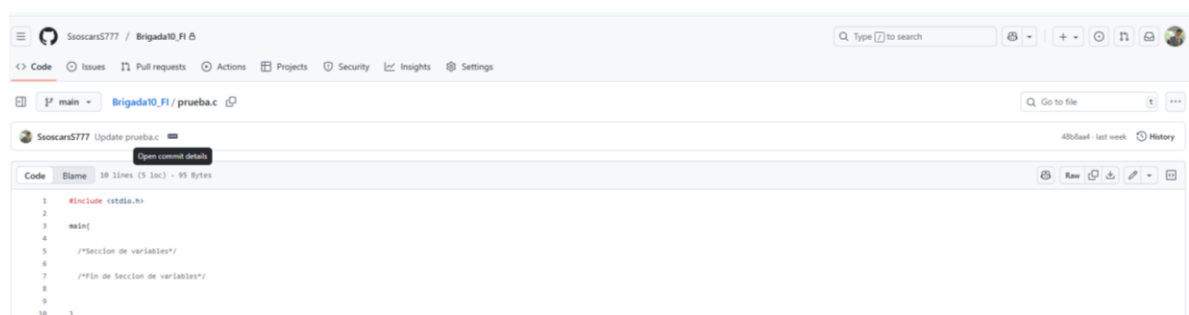 SsoscarsS777 / Brigada10_FI Type / to search
Code Issues Pull requests Actions Projects Security Insights Settings
main Brigada10_FI / prueba.c Go to file t
SsoscarsS777 Update prueba.c 48b8aa4 · last week History
Open commit details
Code Blame 10 lines (5 loc) · 95 Bytes Raw
1 #include <stdio.h>
2
3 main{
4
5 /*Seccion de variables*/
6
7 /*Fin de Seccion de variables*/
8
9
10 }